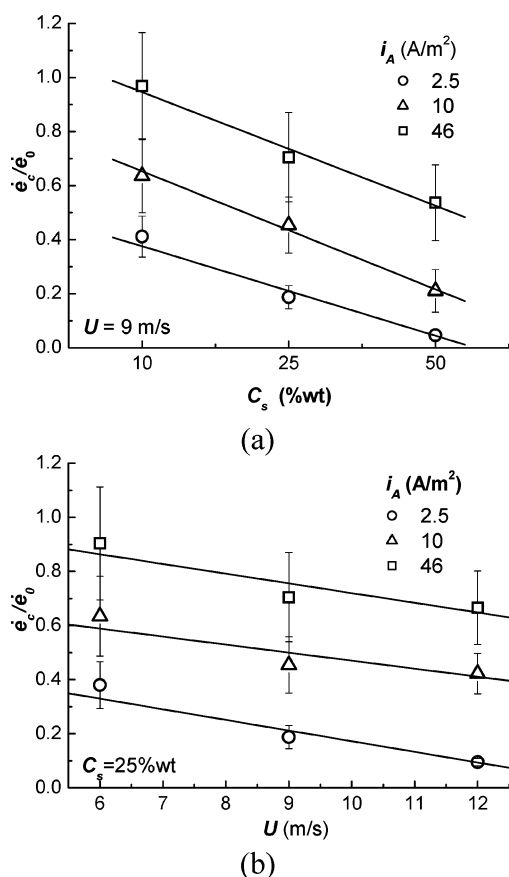 1.2
1.0
0.8
0.6
0.4
0.2
0.0
ė_c/ė_0
i_A (A/m²)
2.5
10
46
U = 9 m/s
10 25 50
C_s (%wt)
(a)
1.2
1.0
0.8
0.6
0.4
0.2
0.0
ė_c/ė_0
i_A (A/m²)
2.5
10
46
C_s=25%wt
6 7 8 9 10 11 12
U (m/s)
(b)